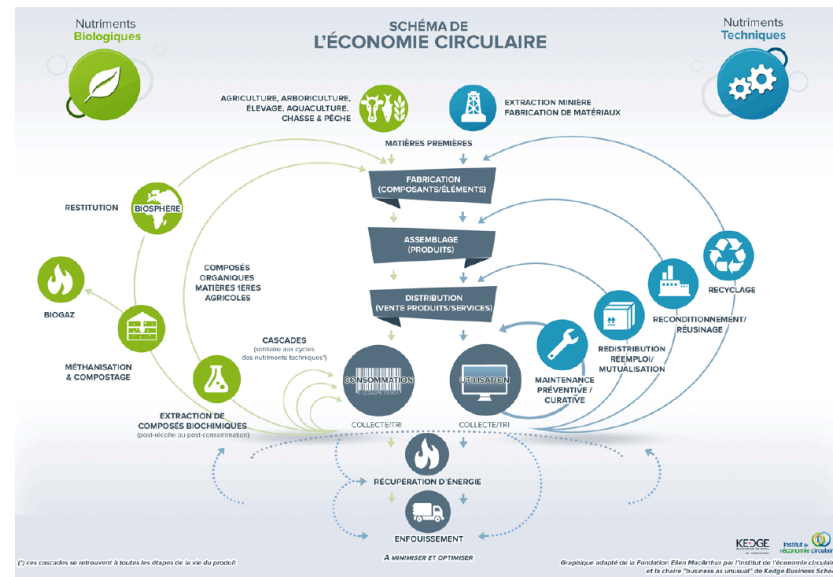 Nutriments
Biologiques
SCHÉMA DE
L'ÉCONOMIE CIRCULAIRE
Nutriments
Techniques
AGRICULTURE, ARBORICULTURE,
ÉLEVAGE, AQUACULTURE,
CHASSE & PÊCHE
EXTRACTION MINIÈRE
FABRICATION DE MATÉRIAUX
MATIÈRES PREMIÈRES
FABRICATION
(COMPOSANTS/ÉLÉMENTS)
RESTITUTION
BIOSPHÈRE
ASSEMBLAGE
(PRODUITS)
COMPOSÉS
ORGANIQUES
MATIÈRES 1ÈRES
AGRICOLES
RECYCLAGE
DISTRIBUTION
(VENTE PRODUITS/SERVICES)
BIOGAZ
RECONDITIONNEMENT/
RÉUSINAGE
CASCADES
(similaire aux cycles
des nutriments techniques*)
REDISTRIBUTION
RÉEMPLOI/
MUTUALISATION
MÉTHANISATION
& COMPOSTAGE
CONSOMMATION
UTILISATION
MAINTENANCE
PRÉVENTIVE /
CURATIVE
EXTRACTION DE
COMPOSÉS BIOCHIMIQUES
(post-récolte ou post-consommation)
COLLECTE/TRI
COLLECTE/TRI
RÉCUPÉRATION D'ÉNERGIE
ENFOUISSEMENT
A MINIMISER ET OPTIMISER
KEDGE
institut de
l'économie circulaire
(*) ces cascades se retrouvent à toutes les étapes de la vie du produit
Graphique adapté de la Fondation Ellen MacArthur par l'Institut de l'économie circulai
et la chaire "business as unusual" de Kedge Business Schoo